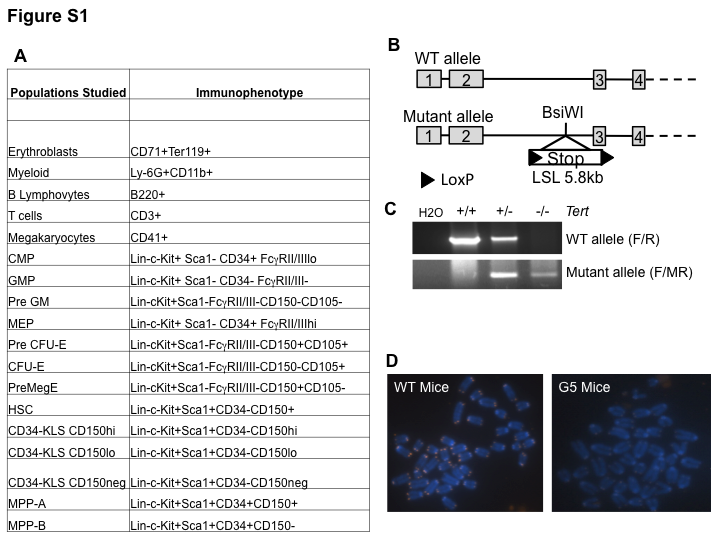 Figure S1
A
Populations Studied Immunophenotype
Erythroblasts CD71+Ter119+
Myeloid Ly-6G+CD11b+
B Lymphovytes B220+
T cells CD3+
Megakaryocytes CD41+
CMP Lin-c-Kit+ Sca1- CD34+ FcγRII/IIIlo
GMP Lin-c-Kit+ Sca1- CD34- FcγRII/III-
Pre GM Lin-cKit+Sca1-FcγRII/III-CD150-CD105-
MEP Lin-c-Kit+ Sca1- CD34+ FcγRII/IIIhi
Pre CFU-E Lin-cKit+Sca1-FcγRII/III-CD150+CD105+
CFU-E Lin-cKit+Sca1-FcγRII/III-CD150-CD105+
PreMegE Lin-cKit+Sca1-FcγRII/III-CD150+CD105-
HSC Lin-c-Kit+Sca1+CD34-CD150+
CD34-KLS CD150hi Lin-c-Kit+Sca1+CD34-CD150hi
CD34-KLS CD150lo Lin-c-Kit+Sca1+CD34-CD150lo
CD34-KLS CD150neg Lin-c-Kit+Sca1+CD34-CD150neg
MPP-A Lin-c-Kit+Sca1+CD34+CD150+
MPP-B Lin-c-Kit+Sca1+CD34+CD150-
B
WT allele
1 2 3 4
BsiWI
Mutant allele
1 2 3 4
Stop
LoxP
LSL 5.8kb
C
H2O +/+ +/- -/- Tert
WT allele (F/R)
Mutant allele (F/MR)
D
WT Mice G5 Mice